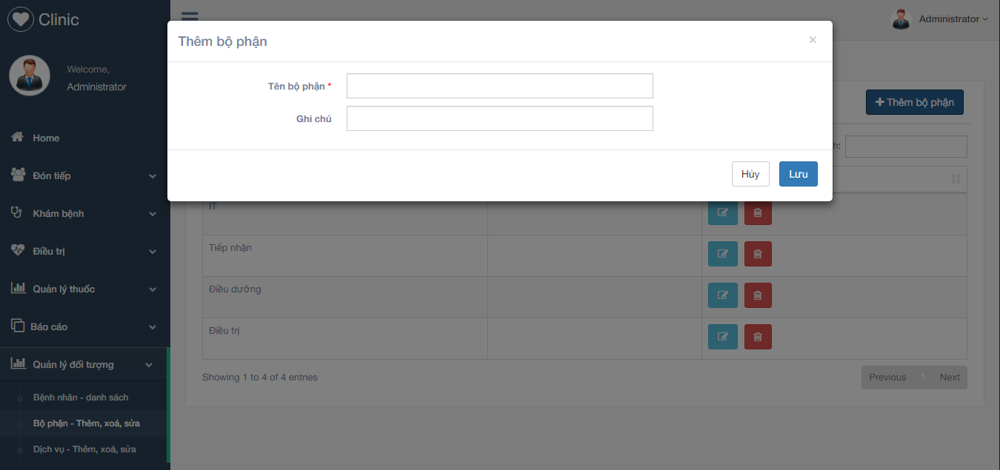 Clinic
Administrator
Welcome,
Administrator
Home
Đón tiếp
Khám bệnh
Điều trị
Quản lý thuốc
Báo cáo
Quản lý đối tượng
Bệnh nhân - danh sách
Bộ phận - Thêm, xoá, sửa
Dịch vụ - Thêm, xoá, sửa
Thêm bộ phận
×
Tên bộ phận *
Ghi chú
Hủy
Lưu
Thêm bộ phận
h:
IT
Tiếp nhận
Điều dưỡng
Điều trị
Showing 1 to 4 of 4 entries
Previous 1 Next